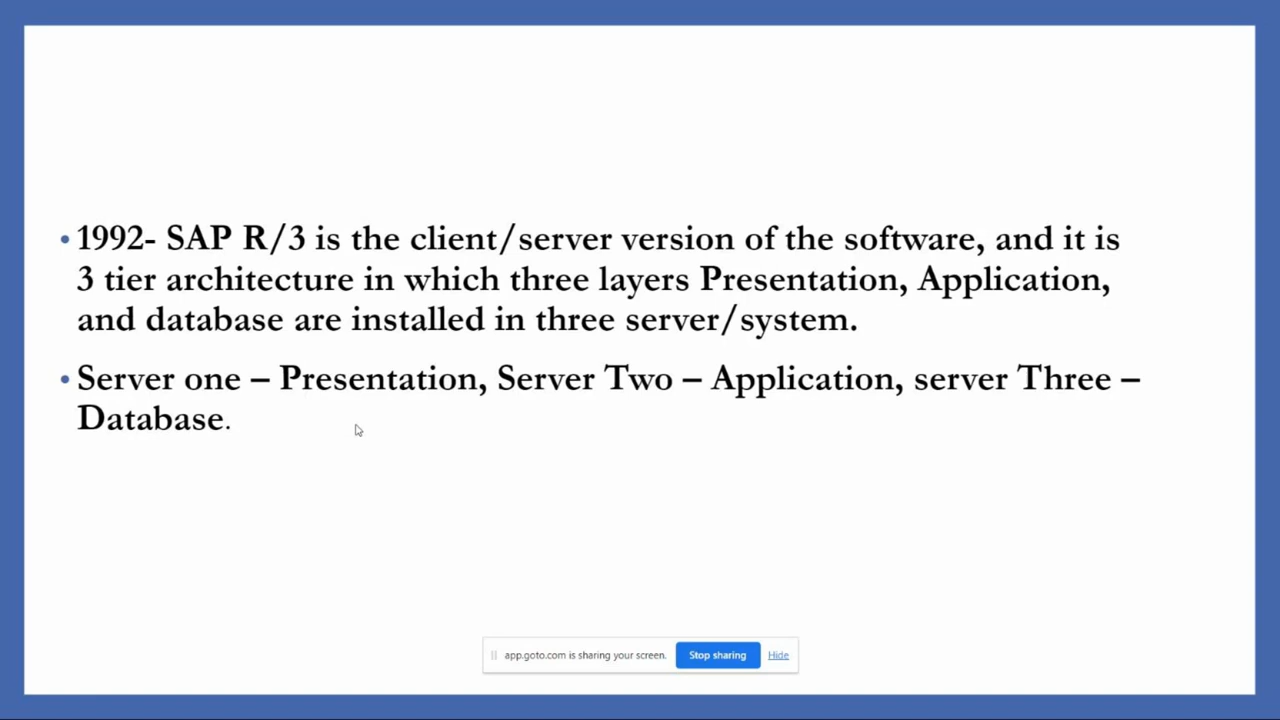 • 1992- SAP R/3 is the client/server version of the software, and it is
3 tier architecture in which three layers Presentation, Application,
and database are installed in three server/system.
• Server one – Presentation, Server Two – Application, server Three –
Database.
app.goto.com is sharing your screen. Stop sharing Hide